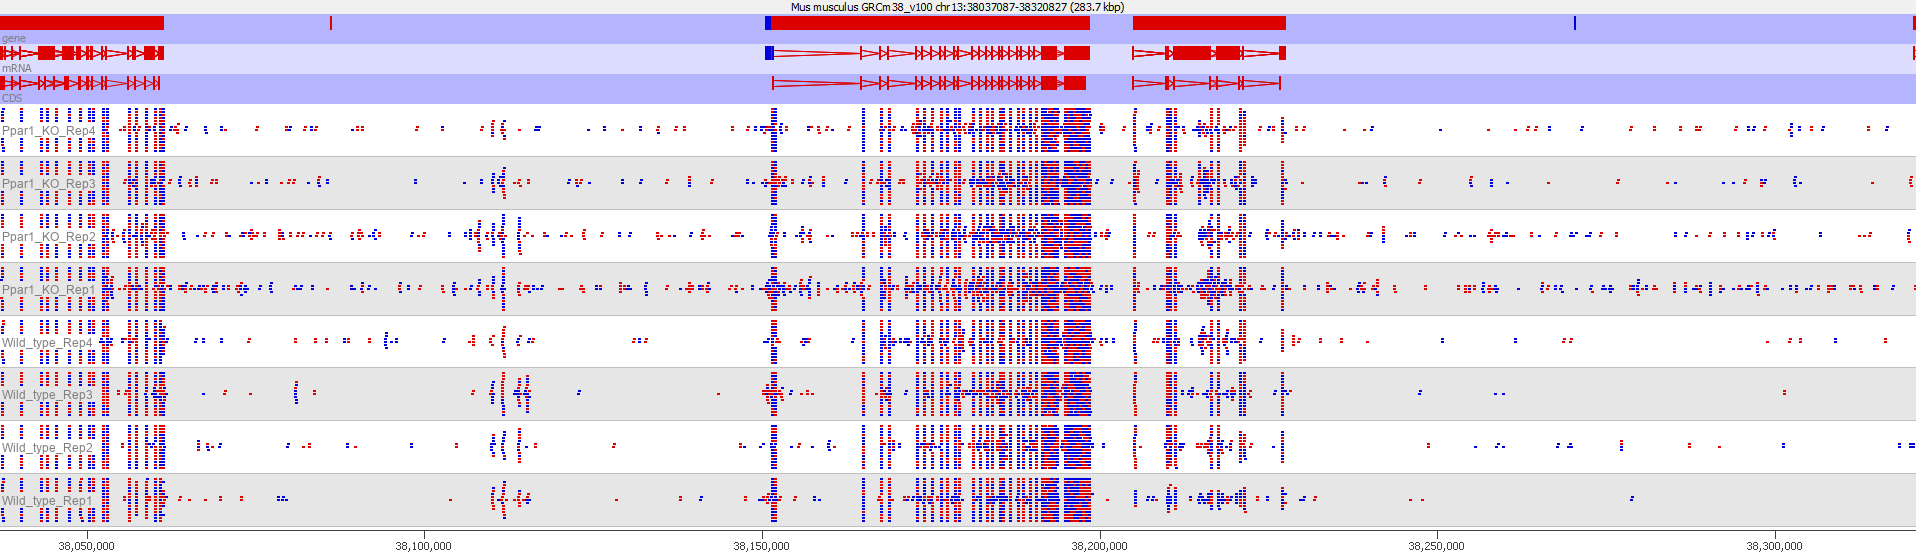 Mus musculus GRCm38_v100 chr13:38037087-38320827 (283.7 kbp)
gene
mRNA
CDS
Ppar1_KO_Rep4
Ppar1_KO_Rep3
Ppar1_KO_Rep2
Ppar1_KO_Rep1
Wild_type_Rep4
Wild_type_Rep3
Wild_type_Rep2
Wild_type_Rep1
38,050,000 38,100,000 38,150,000 38,200,000 38,250,000 38,300,000